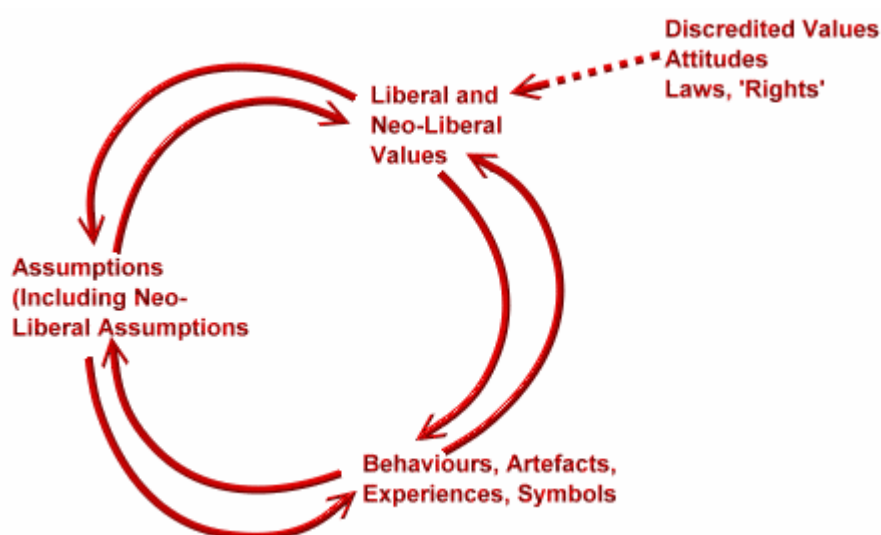 Discredited Values
Attitudes
Laws, 'Rights'
Liberal and
Neo-Liberal
Values
Assumptions
(Including Neo-
Liberal Assumptions
Behaviours, Artefacts,
Experiences, Symbols